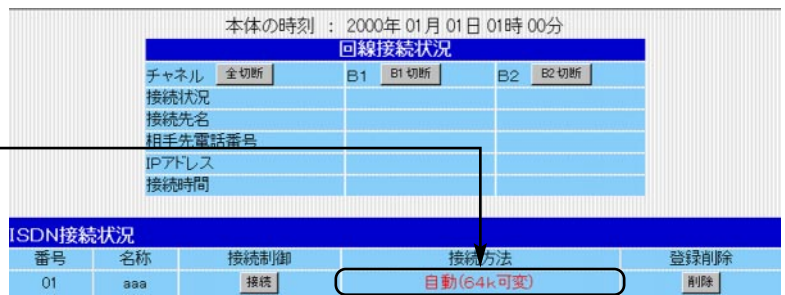 本体の時刻 : 2000年 01月 01日 01時 00分
回線接続状況
チャネル 全切断 B1 B1切断 B2 B2切断
接続状況
接続先名
相手先電話番号
IPアドレス
接続時間
ISDN接続状況
番号 名称 接続制御 接続方法 登録削除
01 aaa 接続 自動(64k可変) 削除